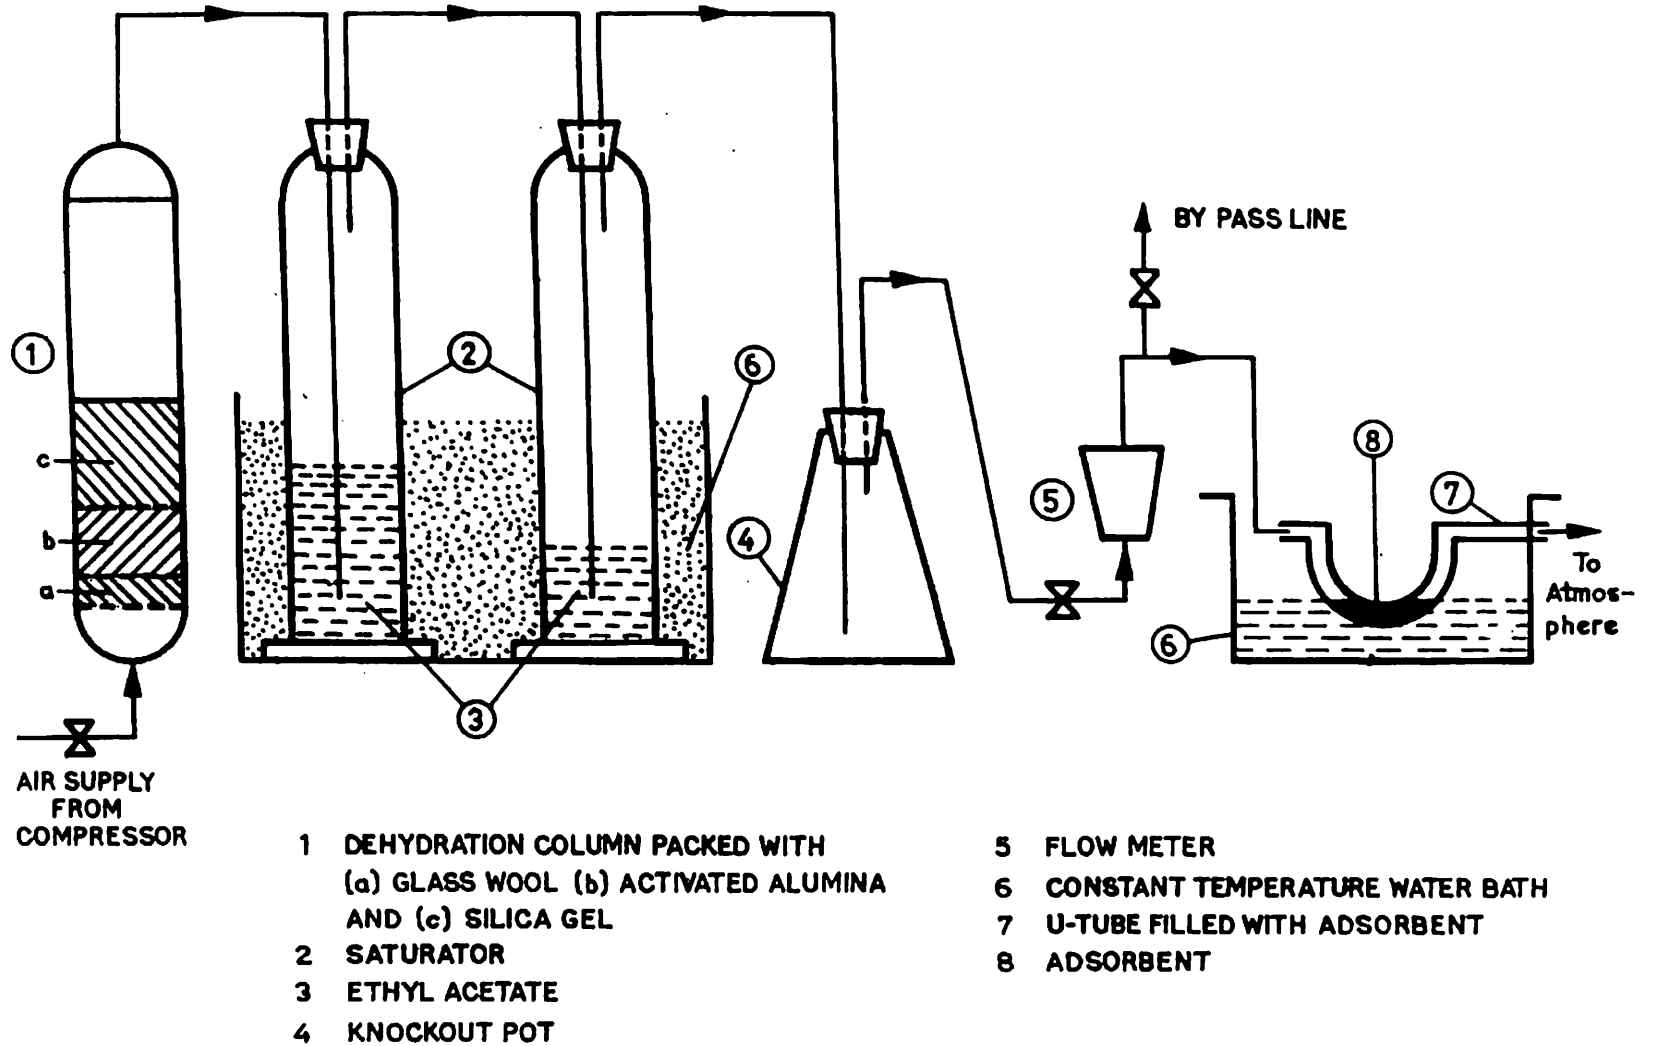 BY PASS LINE
1
2
6
8
c
7
5
4
b
a
To
Atmos-
phere
6
3
AIR SUPPLY
FROM
COMPRESSOR
1 DEHYDRATION COLUMN PACKED WITH
(a) GLASS WOOL (b) ACTIVATED ALUMINA
AND (c) SILICA GEL
2 SATURATOR
3 ETHYL ACETATE
4 KNOCKOUT POT
5 FLOW METER
6 CONSTANT TEMPERATURE WATER BATH
7 U-TUBE FILLED WITH ADSORBENT
8 ADSORBENT